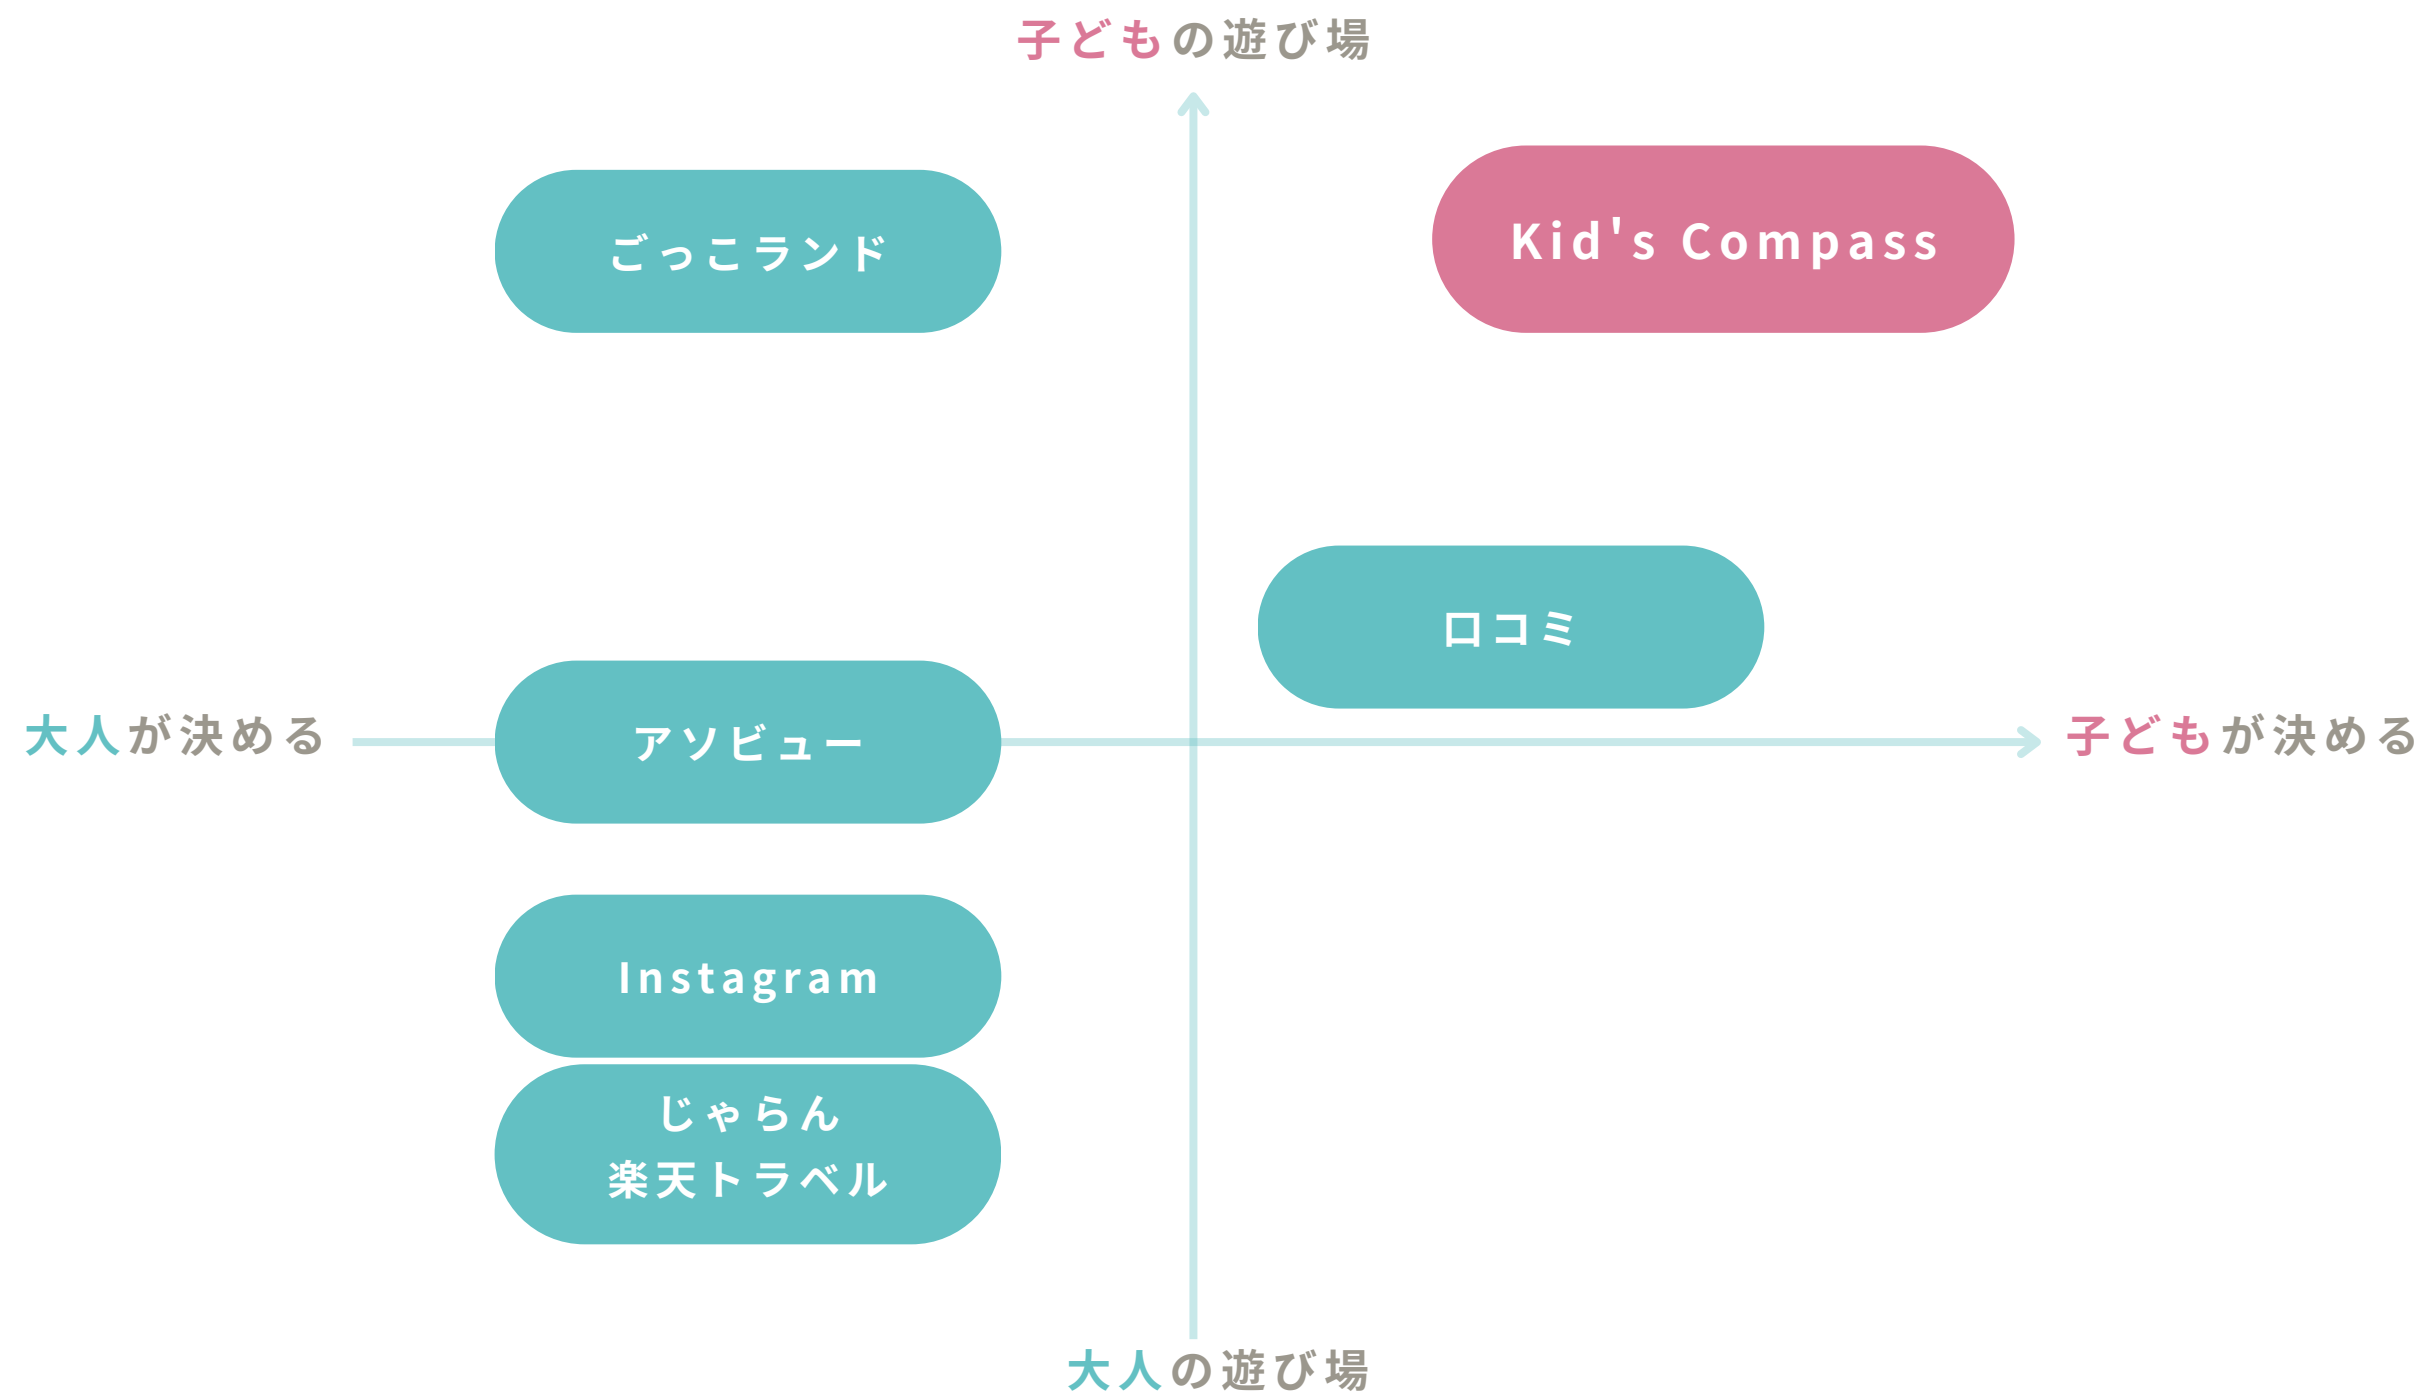 子どもの遊び場
ごっこランド
Kid's Compass
口コミ
大人が決める
アソビュー
子どもが決める
Instagram
じゃらん
楽天トラベル
大人の遊び場